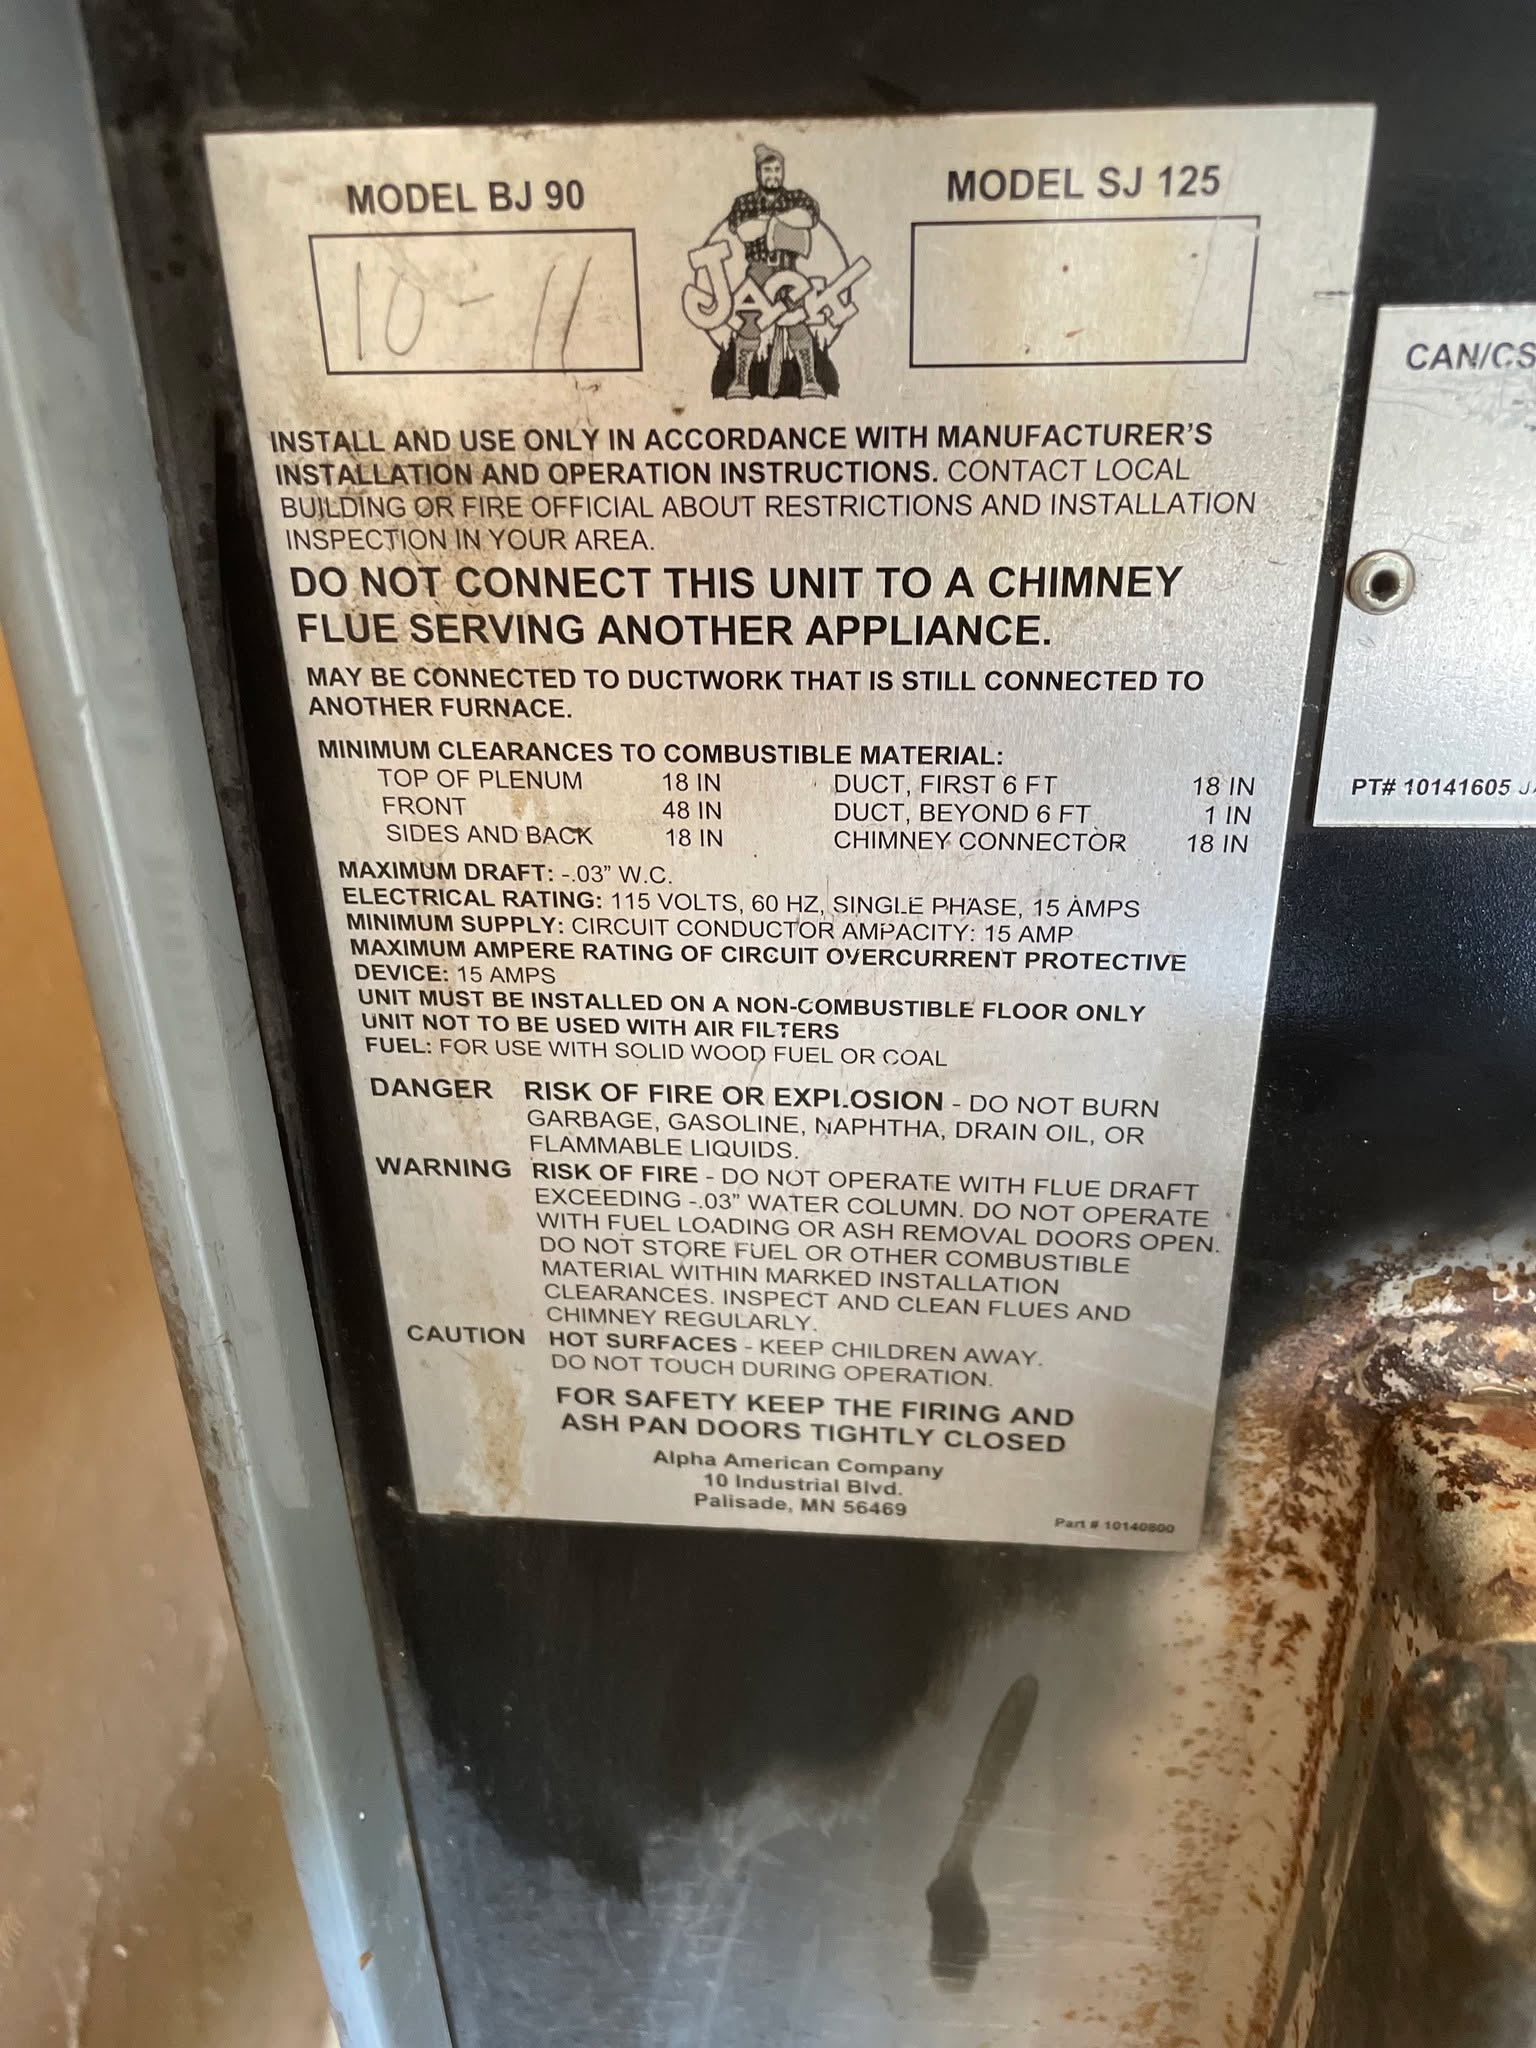 MODEL BJ 90
JACK
MODEL SJ 125
10 - 11
INSTALL AND USE ONLY IN ACCORDANCE WITH MANUFACTURER'S
INSTALLATION AND OPERATION INSTRUCTIONS. CONTACT LOCAL
BUILDING OR FIRE OFFICIAL ABOUT RESTRICTIONS AND INSTALLATION
INSPECTION IN YOUR AREA.
DO NOT CONNECT THIS UNIT TO A CHIMNEY
FLUE SERVING ANOTHER APPLIANCE.
MAY BE CONNECTED TO DUCTWORK THAT IS STILL CONNECTED TO
ANOTHER FURNACE.
MINIMUM CLEARANCES TO COMBUSTIBLE MATERIAL:
TOP OF PLENUM 18 IN DUCT, FIRST 6 FT 18 IN
FRONT 48 IN DUCT, BEYOND 6 FT 1 IN
SIDES AND BACK 18 IN CHIMNEY CONNECTOR 18 IN
MAXIMUM DRAFT: -.03" W.C.
ELECTRICAL RATING: 115 VOLTS, 60 HZ, SINGLE PHASE, 15 AMPS
MINIMUM SUPPLY: CIRCUIT CONDUCTOR AMPACITY: 15 AMP
MAXIMUM AMPERE RATING OF CIRCUIT OVERCURRENT PROTECTIVE
DEVICE: 15 AMPS
UNIT MUST BE INSTALLED ON A NON-COMBUSTIBLE FLOOR ONLY
UNIT NOT TO BE USED WITH AIR FILTERS
FUEL: FOR USE WITH SOLID WOOD FUEL OR COAL
DANGER RISK OF FIRE OR EXPLOSION - DO NOT BURN
GARBAGE, GASOLINE, NAPHTHA, DRAIN OIL, OR
FLAMMABLE LIQUIDS.
WARNING RISK OF FIRE - DO NOT OPERATE WITH FLUE DRAFT
EXCEEDING -.03" WATER COLUMN. DO NOT OPERATE
WITH FUEL LOADING OR ASH REMOVAL DOORS OPEN.
DO NOT STORE FUEL OR OTHER COMBUSTIBLE
MATERIAL WITHIN MARKED INSTALLATION
CLEARANCES. INSPECT AND CLEAN FLUES AND
CHIMNEY REGULARLY.
CAUTION HOT SURFACES - KEEP CHILDREN AWAY.
DO NOT TOUCH DURING OPERATION.
FOR SAFETY KEEP THE FIRING AND
ASH PAN DOORS TIGHTLY CLOSED
Alpha American Company
10 Industrial Blvd.
Palisade, MN 56469
Part # 10140800
CAN/CS
PT# 10141605